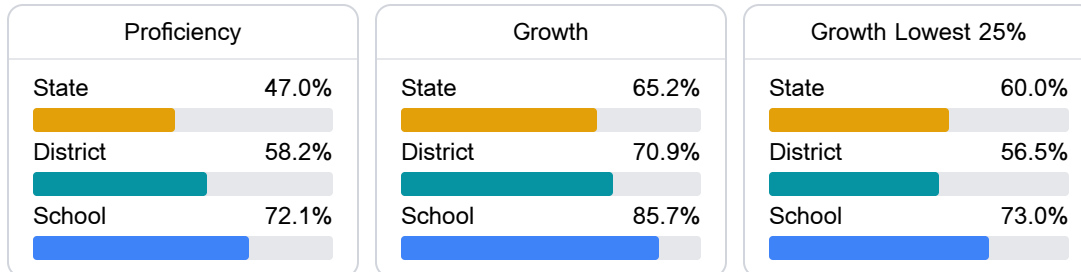 Proficiency
State 47.0%
District 58.2%
School 72.1%
Growth
State 65.2%
District 70.9%
School 85.7%
Growth Lowest 25%
State 60.0%
District 56.5%
School 73.0%